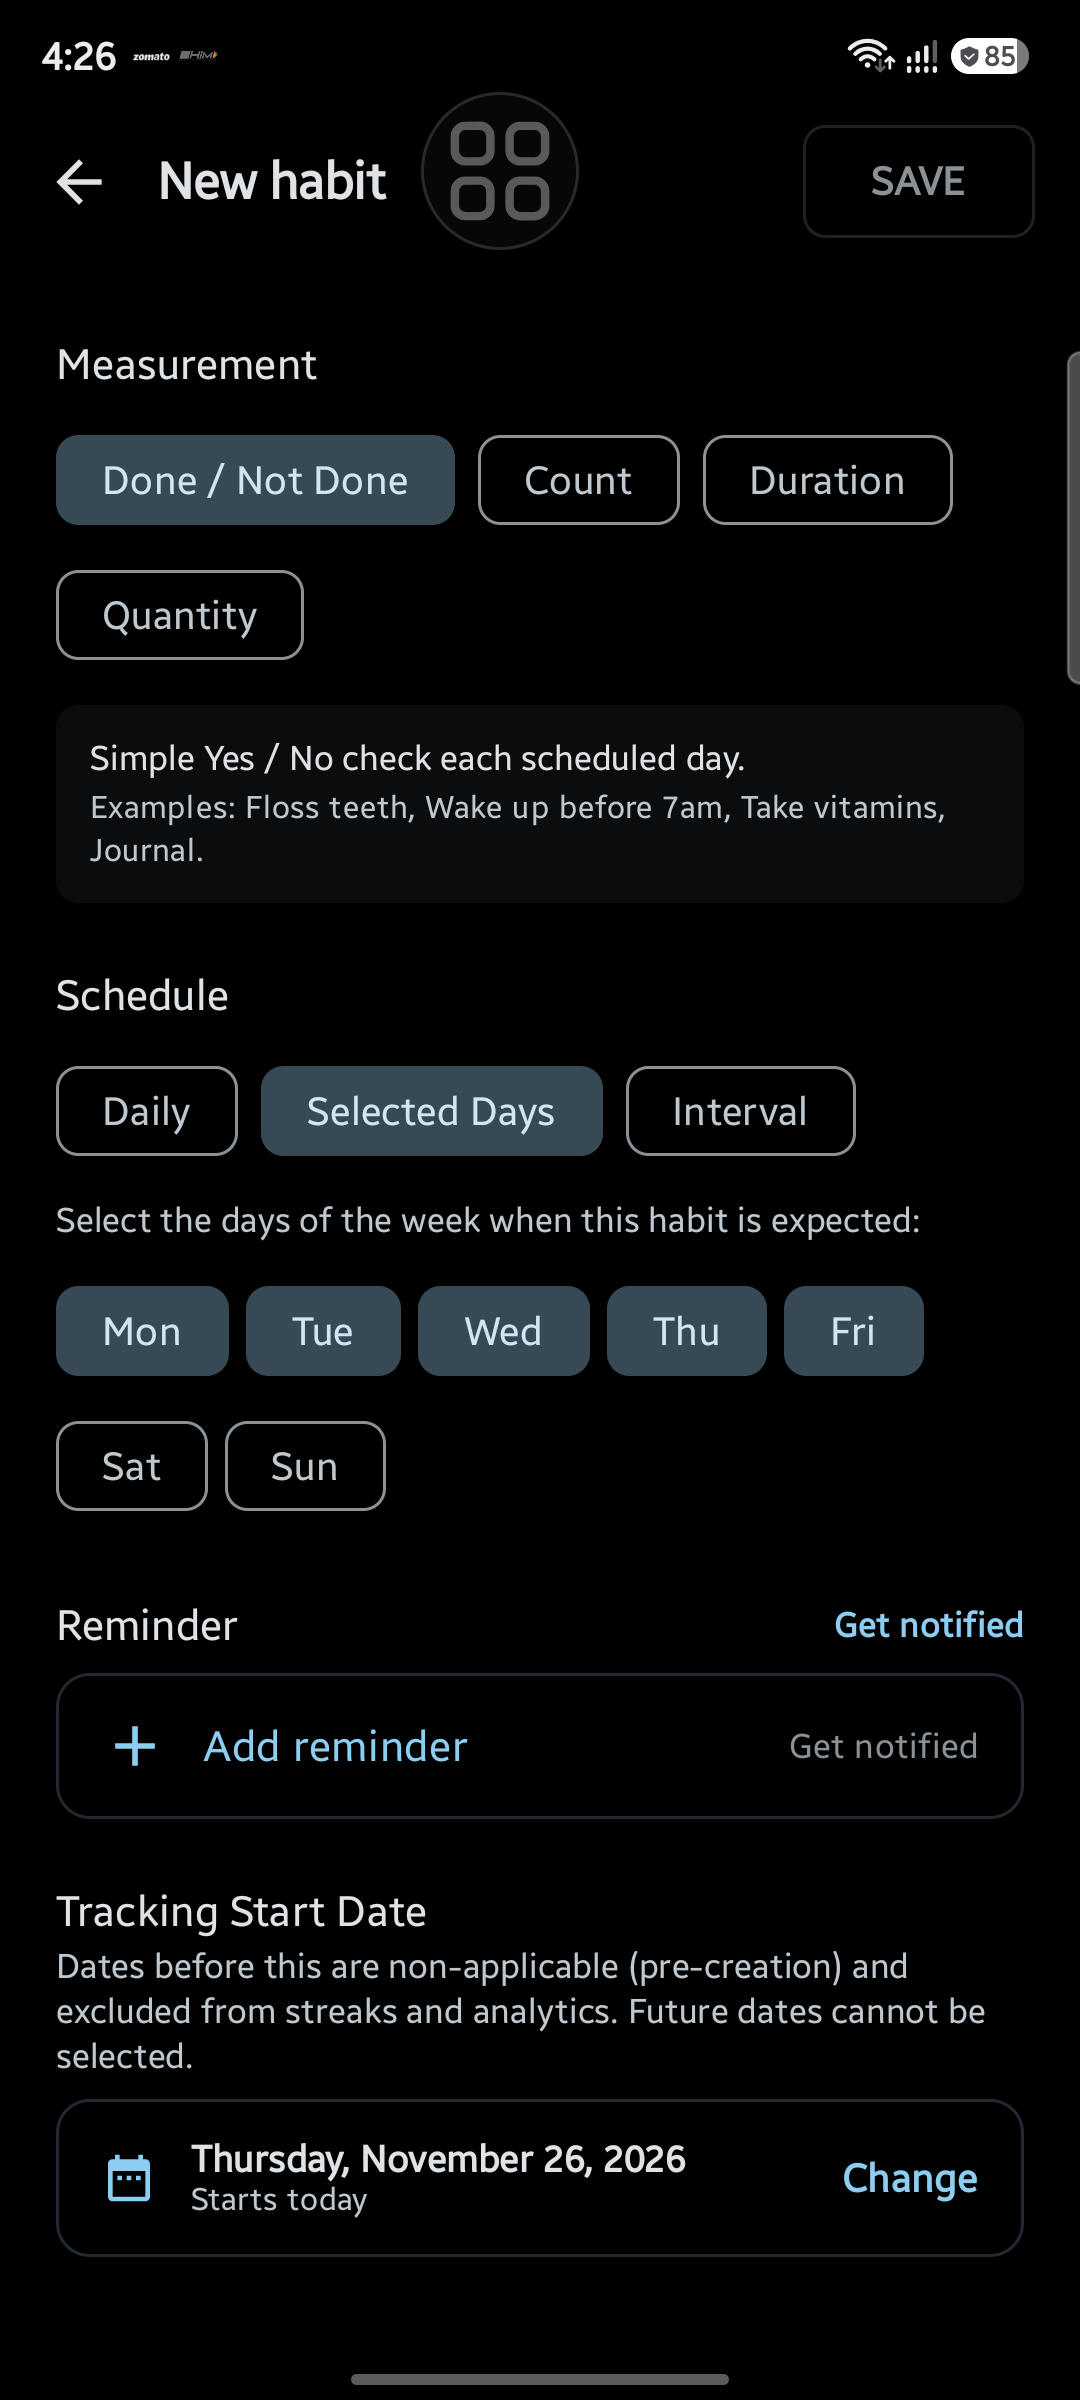 4:26 zomato 85
New habit
SAVE
Measurement
Done / Not Done
Count
Duration
Quantity
Simple Yes / No check each scheduled day.
Examples: Floss teeth, Wake up before 7am, Take vitamins,
Journal.
Schedule
Daily
Selected Days
Interval
Select the days of the week when this habit is expected:
Mon
Tue
Wed
Thu
Fri
Sat
Sun
Reminder
Get notified
Add reminder
Get notified
Tracking Start Date
Dates before this are non-applicable (pre-creation) and
excluded from streaks and analytics. Future dates cannot be
selected.
Thursday, November 26, 2026
Starts today
Change